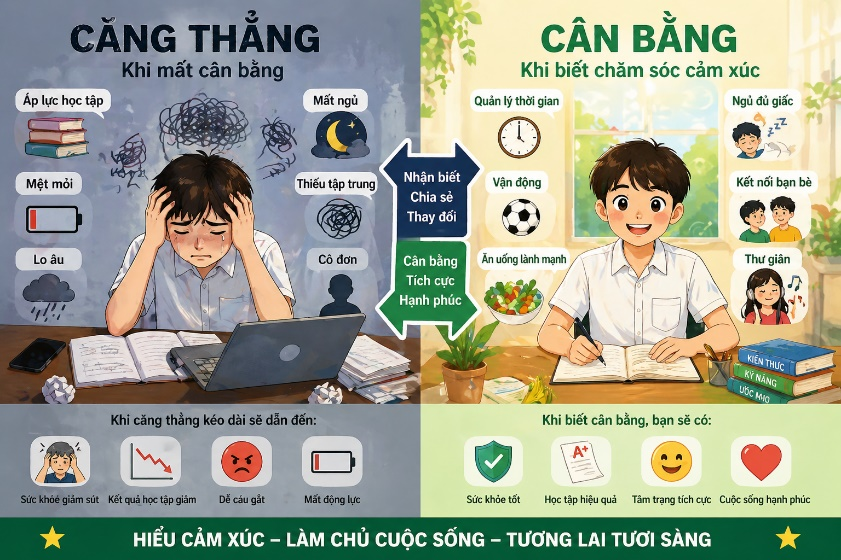 CĂNG THẲNG
Khi mất cân bằng
Áp lực học tập
Mất ngủ
Mệt mỏi
Thiếu tập trung
Lo âu
Cô đơn
Nhận biết
Chia sẻ
Thay đổi
Cân bằng
Tích cực
Hạnh phúc
CÂN BẰNG
Khi biết chăm sóc cảm xúc
Quản lý thời gian
Ngủ đủ giấc
Vận động
Kết nối bạn bè
Ăn uống lành mạnh
Thư giãn
KIẾN THỨC
KỸ NĂNG
ƯỚC MƠ
Khi căng thẳng kéo dài sẽ dẫn đến:
Sức khoẻ giảm sút
Kết quả học tập giảm
Dễ cáu gắt
Mất động lực
Khi biết cân bằng, bạn sẽ có:
A+
Sức khỏe tốt
Học tập hiệu quả
Tâm trạng tích cực
Cuộc sống hạnh phúc
HIỂU CẢM XÚC – LÀM CHỦ CUỘC SỐNG – TƯƠNG LAI TƯƠI SÀNG